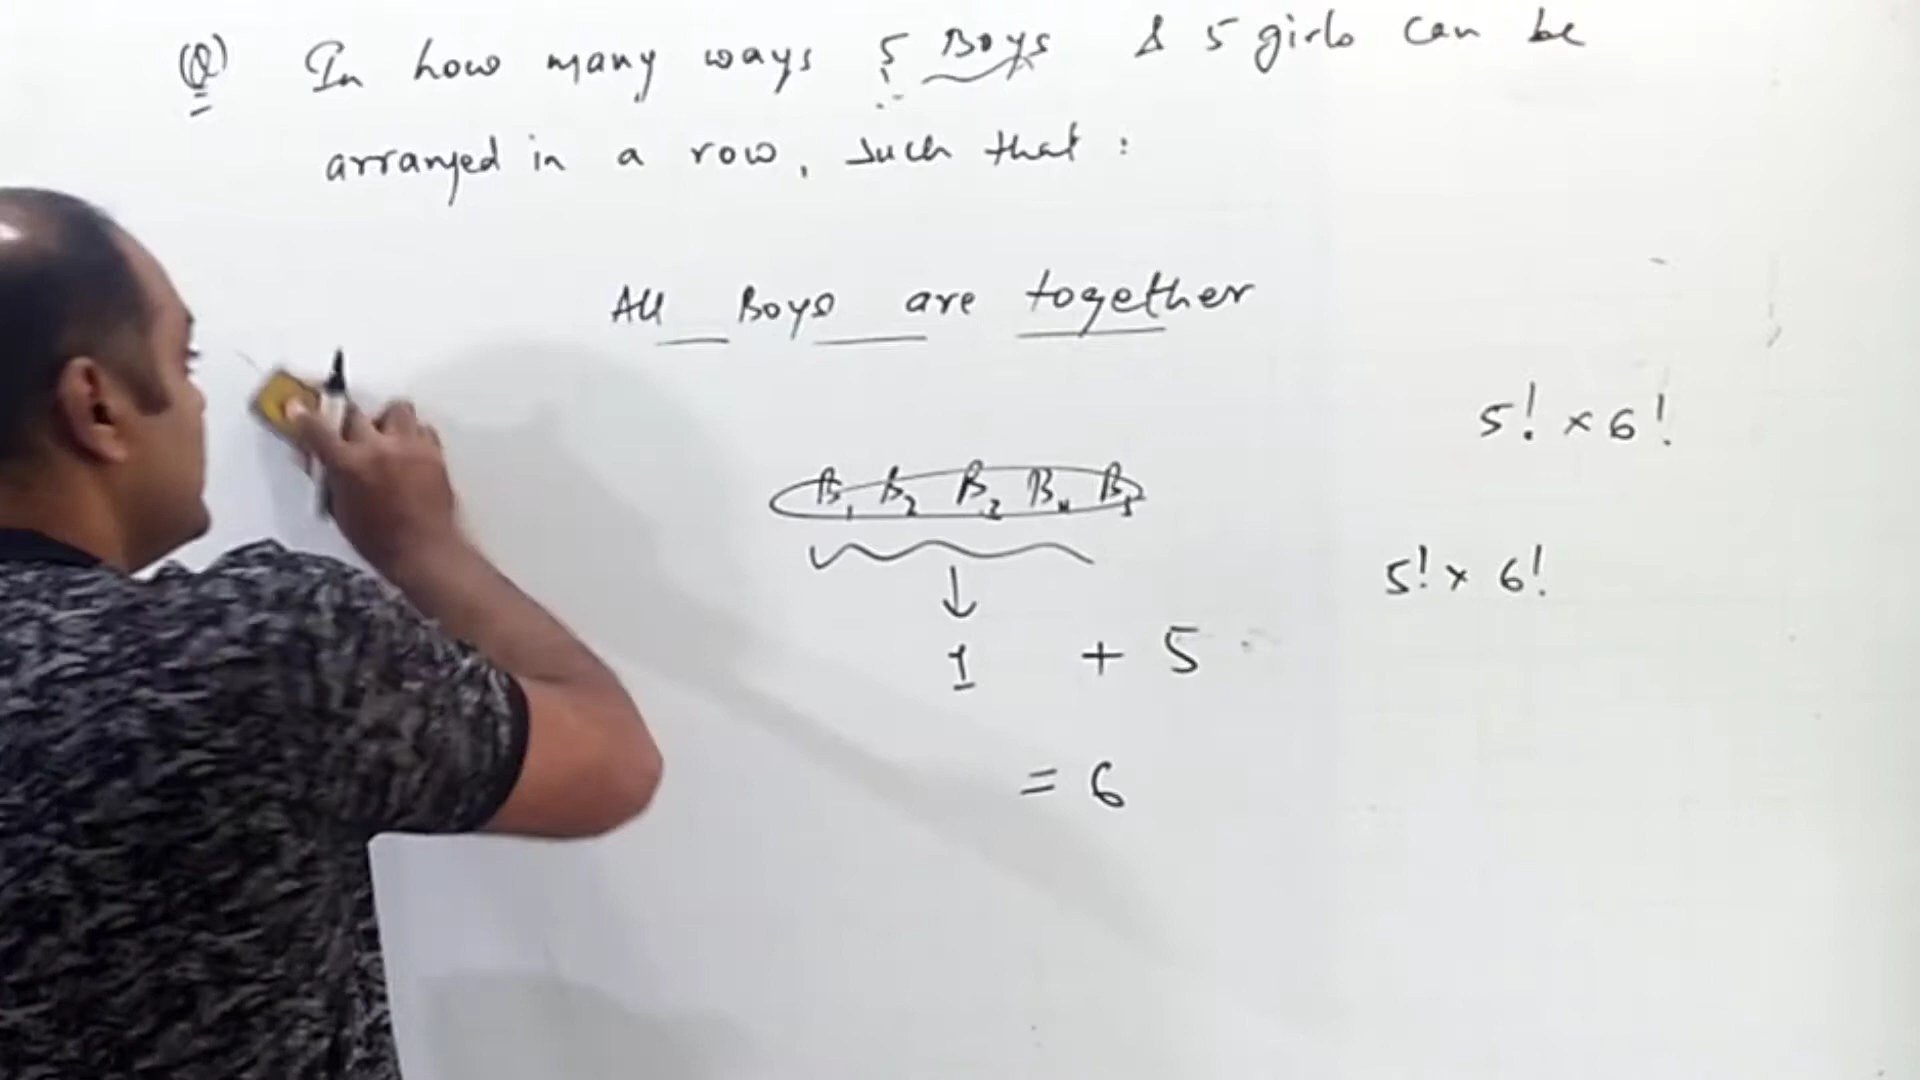 (Q) In how many ways 5 Boys & 5 girls can be
arranged in a row, such that :
All Boys are together
5! × 6!
B1 B2 B3 B4 B5
5! × 6!
1 + 5
= 6